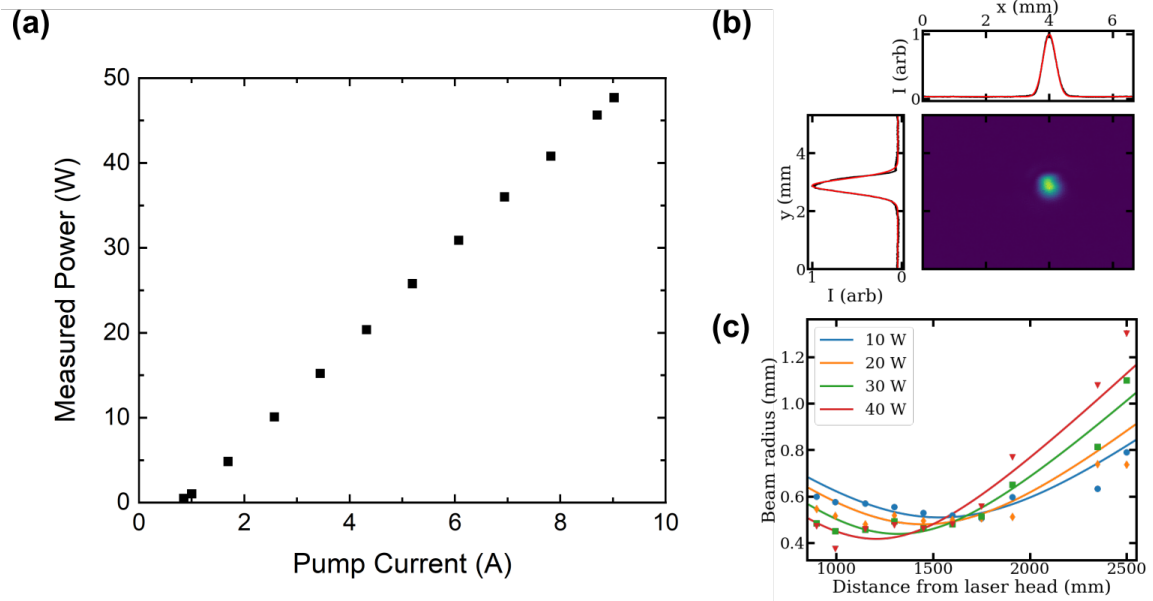 (a)
50
40
30
20
10
0
Measured Power (W)
0 2 4 6 8 10
Pump Current (A)
(b)
x (mm)
0 2 4 6
I (arb)
1
0
y (mm
4
2
0
1 0
I (arb)
(c)
Beam radius (mm)
1.2
1.0
0.8
0.6
0.4
10 W
20 W
30 W
40 W
1000 1500 2000 2500
Distance from laser head (mm)